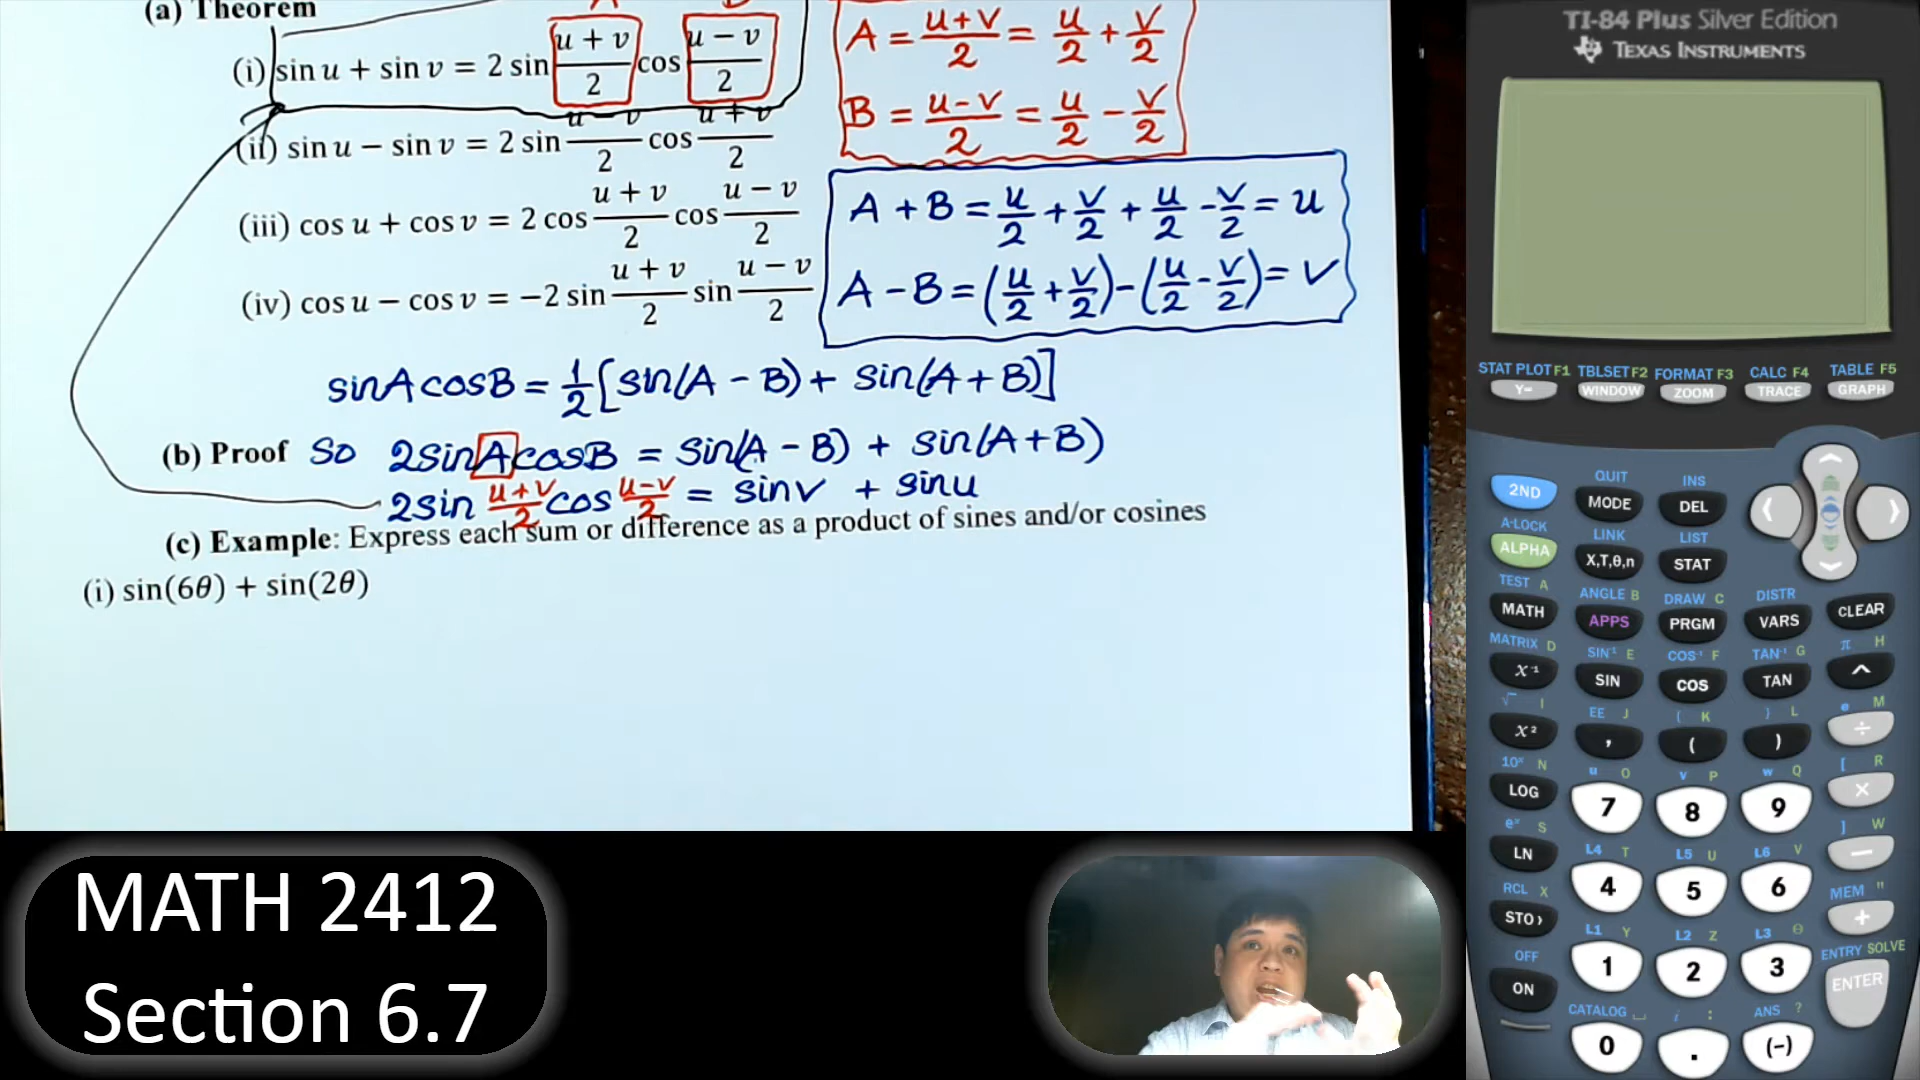 (a) Theorem
(i) sin u + sin v = 2 sin (u + v)/2 cos (u − v)/2
(ii) sin u − sin v = 2 sin (u − v)/2 cos (u + v)/2
(iii) cos u + cos v = 2 cos (u + v)/2 cos (u − v)/2
(iv) cos u − cos v = −2 sin (u + v)/2 sin (u − v)/2
A = (u+v)/2 = u/2 + v/2
B = (u−v)/2 = u/2 − v/2
A + B = u/2 + v/2 + u/2 − v/2 = u
A − B = (u/2 + v/2) − (u/2 − v/2) = v
sinAcosB = 1/2 [sin(A − B) + sin(A + B)]
(b) Proof So 2sinAcosB = sin(A − B) + sin(A+B)
2sin (u+v)/2 cos (u−v)/2 = sinv + sinu
(c) Example: Express each sum or difference as a product of sines and/or cosines
(i) sin(6θ) + sin(2θ)
MATH 2412
Section 6.7
TI-84 Plus Silver Edition
TEXAS INSTRUMENTS
STAT PLOT F1 TBLSET F2 FORMAT F3 CALC F4 TABLE F5
Y= WINDOW ZOOM TRACE GRAPH
QUIT INS
2ND MODE DEL
A-LOCK LINK LIST
ALPHA X,T,θ,n STAT
TEST A ANGLE B DRAW C DISTR
MATH APPS PRGM VARS CLEAR
MATRIX D SIN⁻¹ E COS⁻¹ F TAN⁻¹ G π H
x⁻¹ SIN COS TAN ^
√ I EE J { K } L e M
x² , ( ) ÷
10ˣ N u O v P w Q [ R
LOG 7 8 9 ×
eˣ S L4 T L5 U L6 V ] W
LN 4 5 6 −
RCL X L1 Y L2 Z L3 θ MEM "
STO› 1 2 3 +
OFF CATALOG ⎵ i : ANS ? ENTRY SOLVE
ON 0 . (−) ENTER